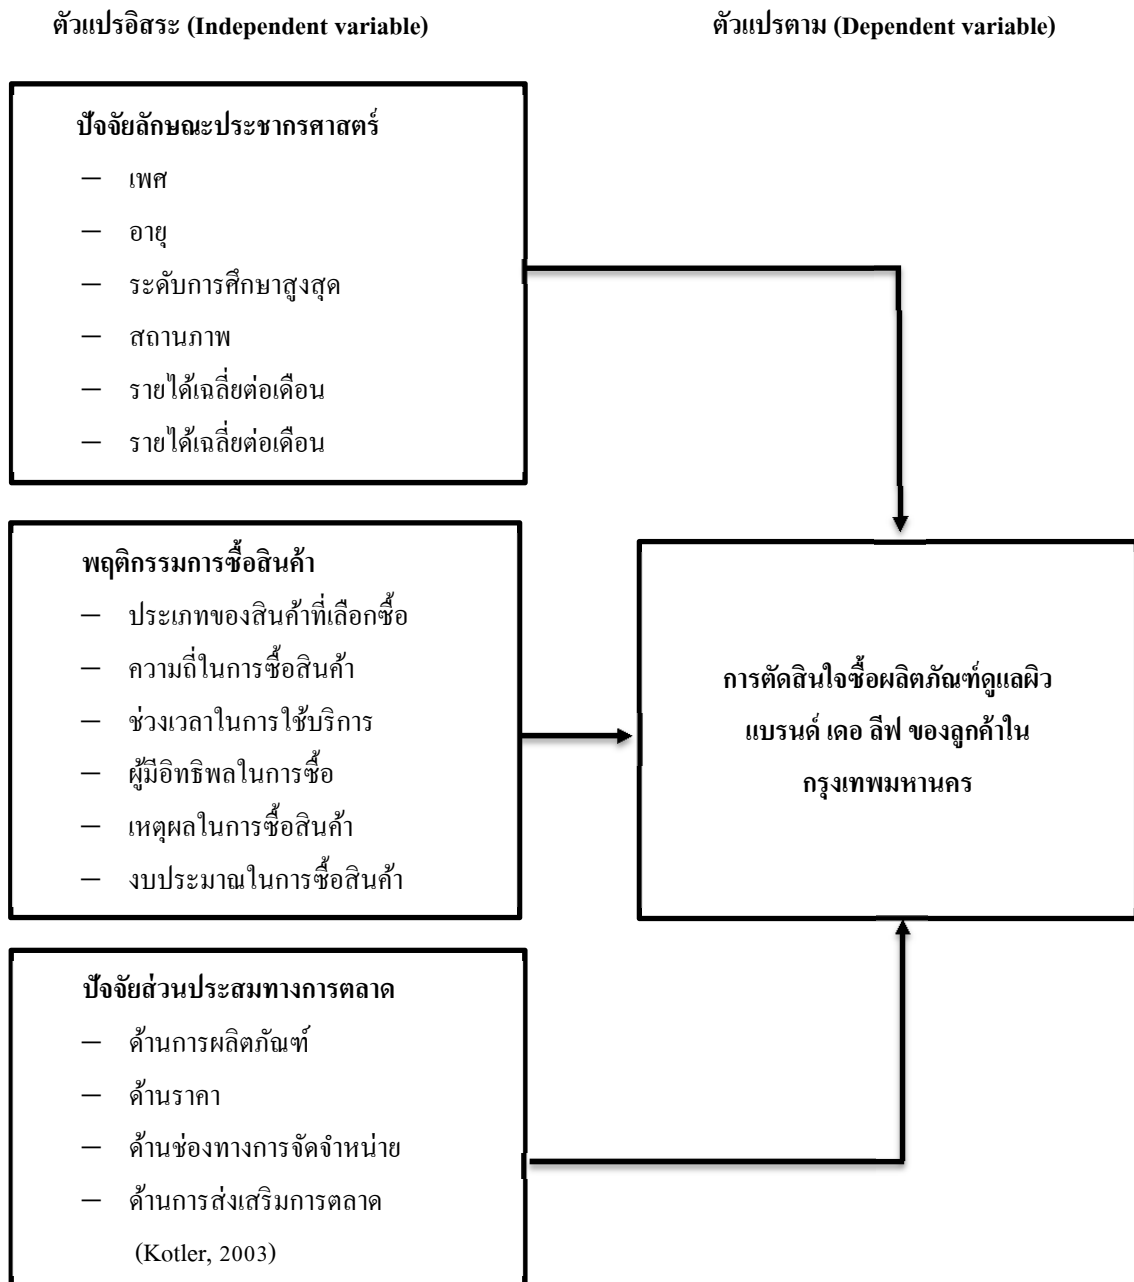 ตัวแปรอิสระ (Independent variable)
ตัวแปรตาม (Dependent variable)
ปัจจัยลักษณะประชากรศาสตร์
– เพศ
– อายุ
– ระดับการศึกษาสูงสุด
– สถานภาพ
– รายได้เฉลี่ยต่อเดือน
– รายได้เฉลี่ยต่อเดือน
พฤติกรรมการซื้อสินค้า
– ประเภทของสินค้าที่เลือกซื้อ
– ความถี่ในการซื้อสินค้า
– ช่วงเวลาในการใช้บริการ
– ผู้มีอิทธิพลในการซื้อ
– เหตุผลในการซื้อสินค้า
– งบประมาณในการซื้อสินค้า
การตัดสินใจซื้อผลิตภัณฑ์ดูแลผิว
แบรนด์ เดอ ลีฟ ของลูกค้าใน
กรุงเทพมหานคร
ปัจจัยส่วนประสมทางการตลาด
– ด้านการผลิตภัณฑ์
– ด้านราคา
– ด้านช่องทางการจัดจำหน่าย
– ด้านการส่งเสริมการตลาด
(Kotler, 2003)